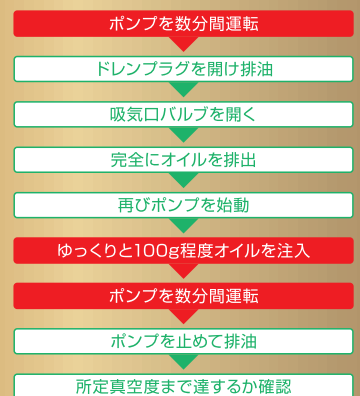 ポンプを数分間運転
ドレンプラグを開け排油
吸気口バルブを開く
完全にオイルを排出
再びポンプを始動
ゆっくりと100g程度オイルを注入
ポンプを数分間運転
ポンプを止めて排油
所定真空度まで達するか確認